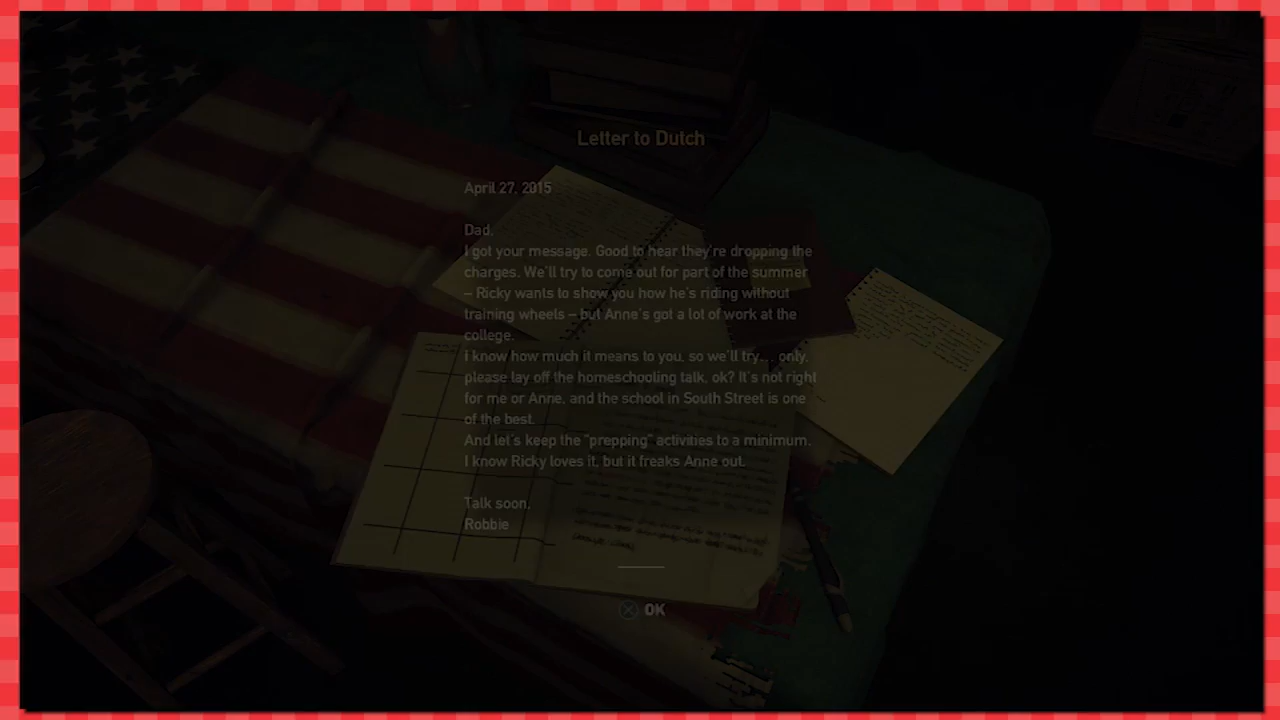 Letter to Dutch
April 27, 2015
Dad,
I got your message. Good to hear they're dropping the
charges. We'll try to come out for part of the summer
– Ricky wants to show you how he's riding without
training wheels – but Anne's got a lot of work at the
college.
I know how much it means to you, so we'll try... only,
please lay off the homeschooling talk, ok? It's not right
for me or Anne, and the school in South Street is one
of the best.
And let's keep the "prepping" activities to a minimum.
I know Ricky loves it, but it freaks Anne out.
Talk soon,
Robbie
OK